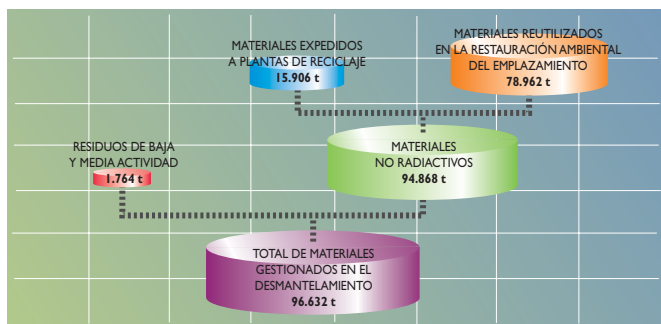 MATERIALES EXPEDIDOS
A PLANTAS DE RECICLAJE
15.906 t
MATERIALES REUTILIZADOS
EN LA RESTAURACIÓN AMBIENTAL
DEL EMPLAZAMIENTO
78.962 t
RESIDUOS DE BAJA
Y MEDIA ACTIVIDAD
1.764 t
MATERIALES
NO RADIACTIVOS
94.868 t
TOTAL DE MATERIALES
GESTIONADOS EN EL
DESMANTELAMIENTO
96.632 t